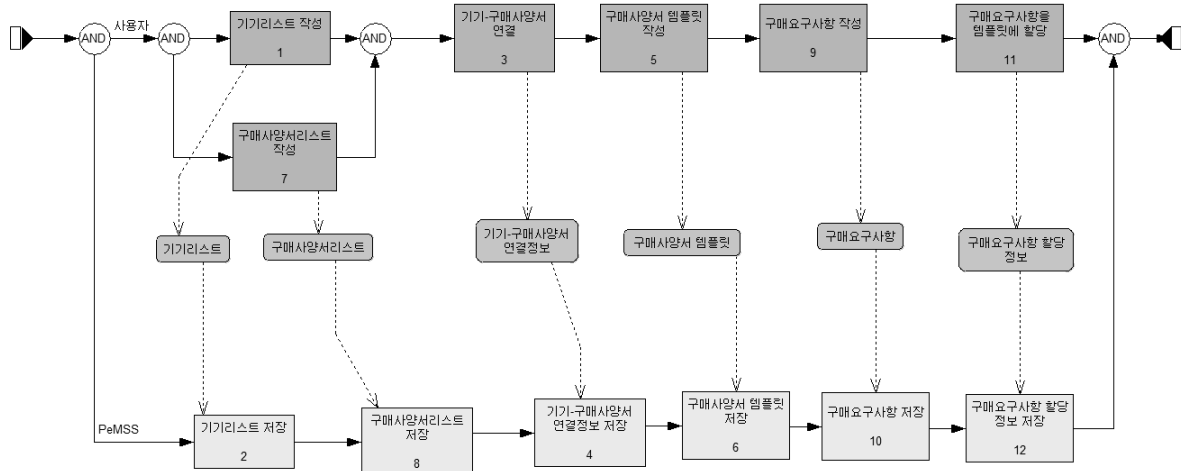 AND
사용자
AND
기기리스트 작성
1
AND
기기-구매사양서
연결
3
구매사양서 템플릿
작성
5
구매요구사항 작성
9
구매요구사항을
템플릿에 할당
11
AND
구매사양서리스트
작성
7
기기리스트
구매사양서리스트
기기-구매사양서
연결정보
구매사양서 템플릿
구매요구사항
구매요구사항 할당
정보
PeMSS
기기리스트 저장
2
구매사양서리스트
저장
8
기기-구매사양서
연결정보 저장
4
구매사양서 템플릿
저장
6
구매요구사항 저장
10
구매요구사항 할당
정보 저장
12